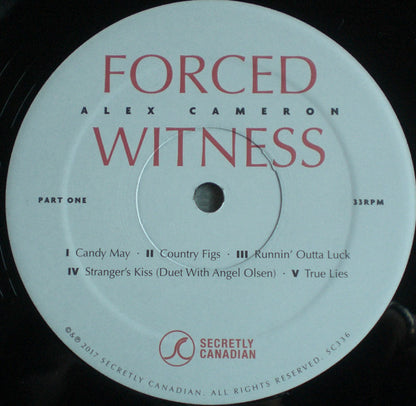 FORCED
ALEX CAMERON
WITNESS
PART ONE
33RPM
I Candy May · II Country Figs · III Runnin' Outta Luck
IV Stranger's Kiss (Duet With Angel Olsen) · V True Lies
SECRETLY
CANADIAN
©&℗ 2017 SECRETLY CANADIAN. ALL RIGHTS RESERVED. SC336